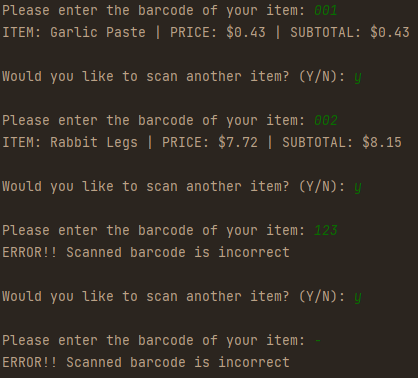 Please enter the barcode of your item: 001
ITEM: Garlic Paste | PRICE: $0.43 | SUBTOTAL: $0.43
Would you like to scan another item? (Y/N): y
Please enter the barcode of your item: 002
ITEM: Rabbit Legs | PRICE: $7.72 | SUBTOTAL: $8.15
Would you like to scan another item? (Y/N): y
Please enter the barcode of your item: 123
ERROR!! Scanned barcode is incorrect
Would you like to scan another item? (Y/N): y
Please enter the barcode of your item: -
ERROR!! Scanned barcode is incorrect